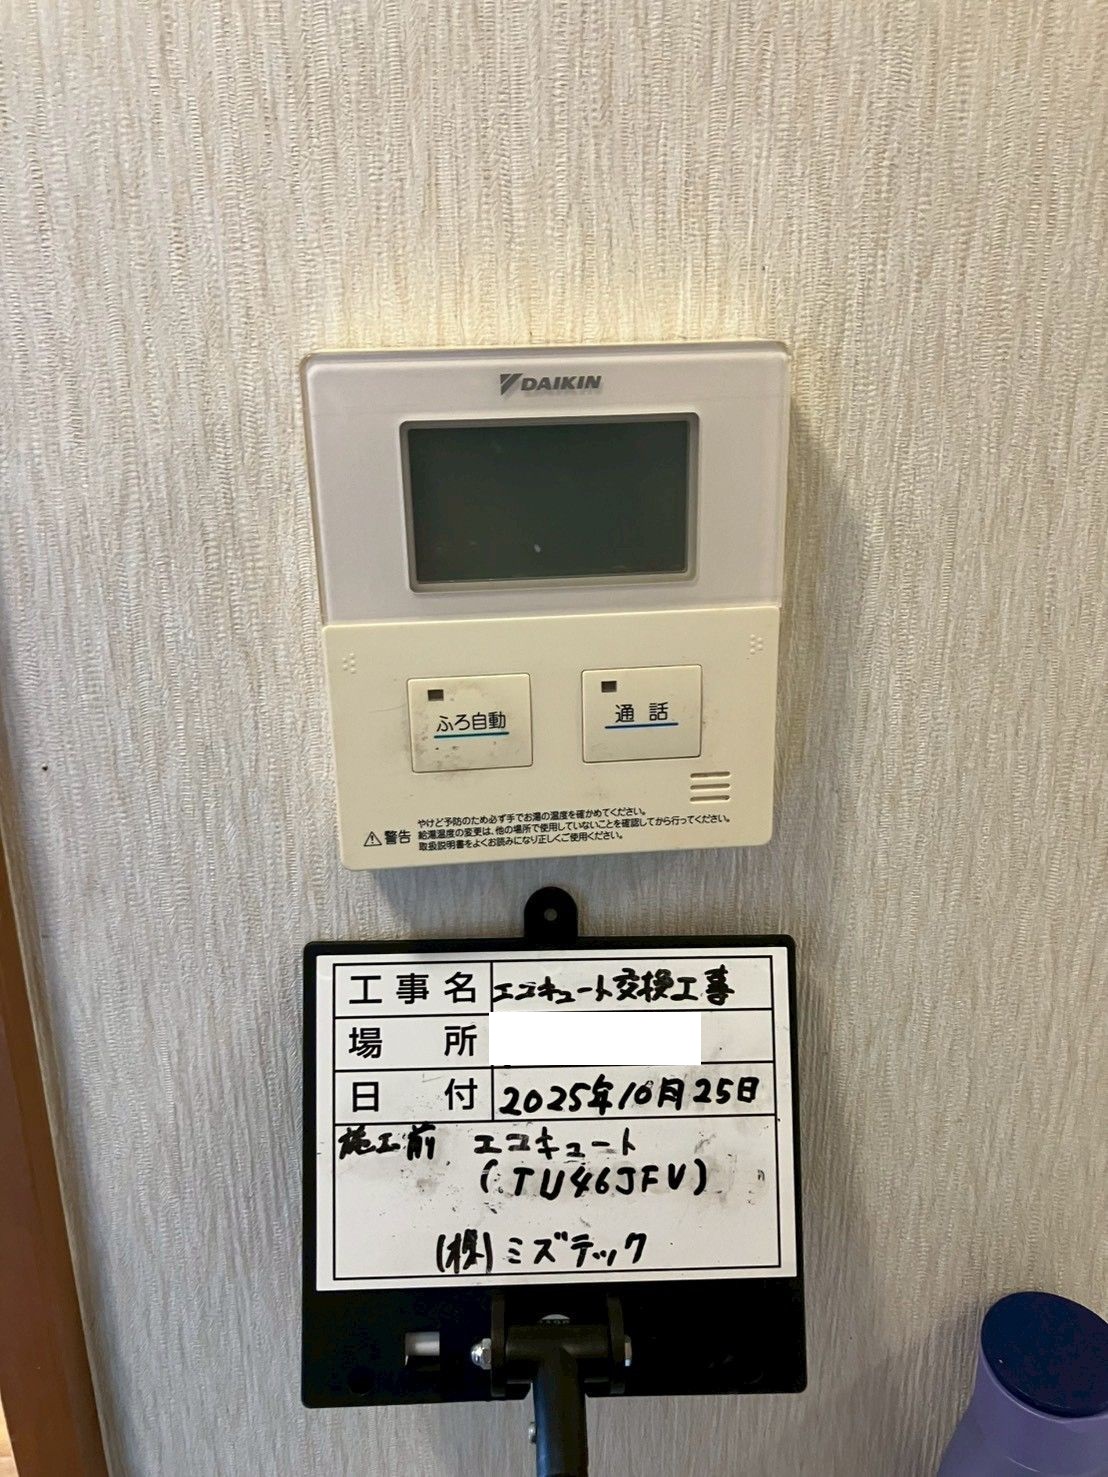 DAIKIN
ふろ自動
通話
警告
やけど予防のため必ず手でお湯の温度を確かめてください。
給湯温度の変更は、他の場所で使用していないことを確認してから行ってください。
取扱説明書をよくお読みになり正しくご使用ください。
工事名 エコキュート交換工事
場所
日付 2025年10月25日
施工前 エコキュート
(TU46JFV)
(株)ミズテック